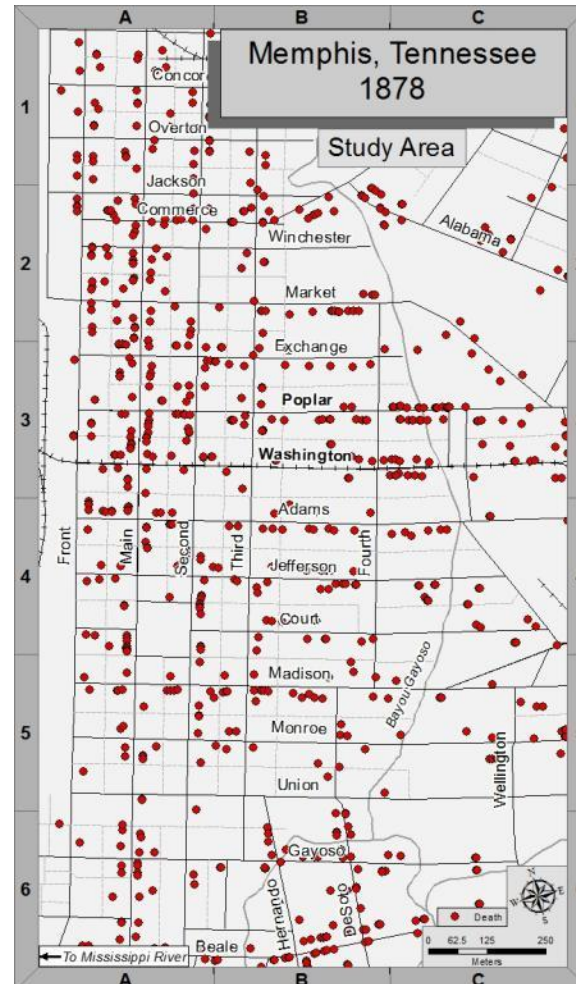 A B C
Memphis, Tennessee
1878
Study Area
1
Concor
Overton
Jackson
Commerce
Alabama
Winchester
2
Market
Exchange
Poplar
3
Washington
Adams
Front
Main
Second
Third
Fourth
Jefferson
4
Court
Bayou Gayoso
Madison
Monroe
5
Wellington
Union
Gayoso
6
Hernando
DeSoto
Beale
N
W E
S
Death
0 62.5 125 250
Meters
To Mississippi River
A B C